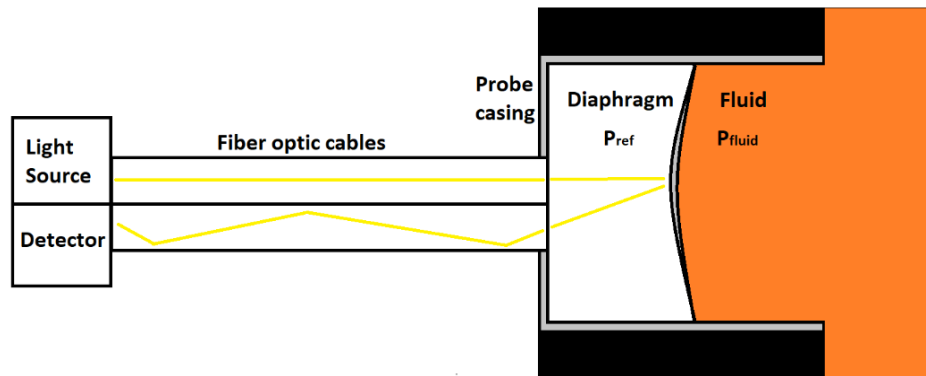 Probe
casing
Diaphragm
Pref
Fluid
Pfluid
Fiber optic cables
Light
Source
Detector